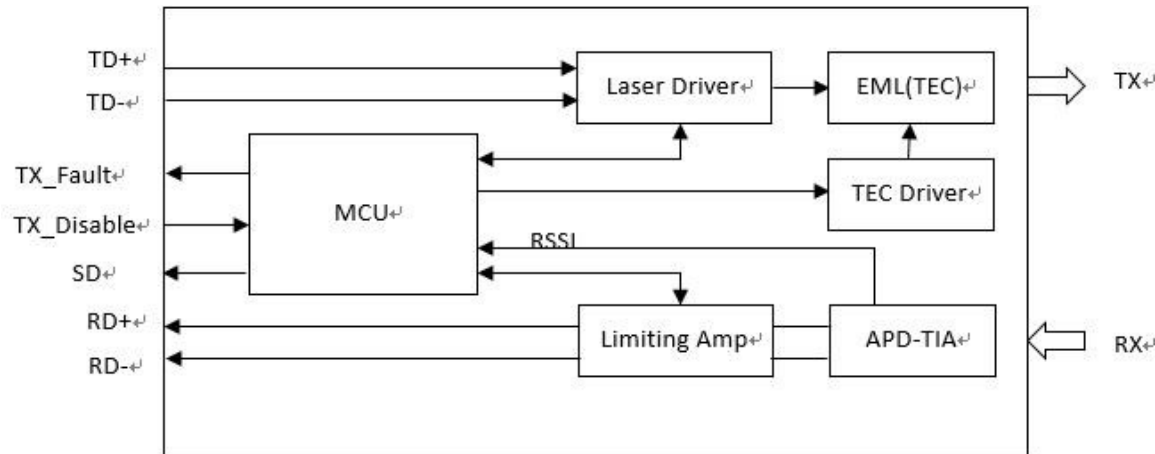 TD+
TD-
Laser Driver
EML(TEC)
TX
TX_Fault
MCU
TEC Driver
TX_Disable
RSSI
SD
RD+
RD-
Limiting Amp
APD-TIA
RX